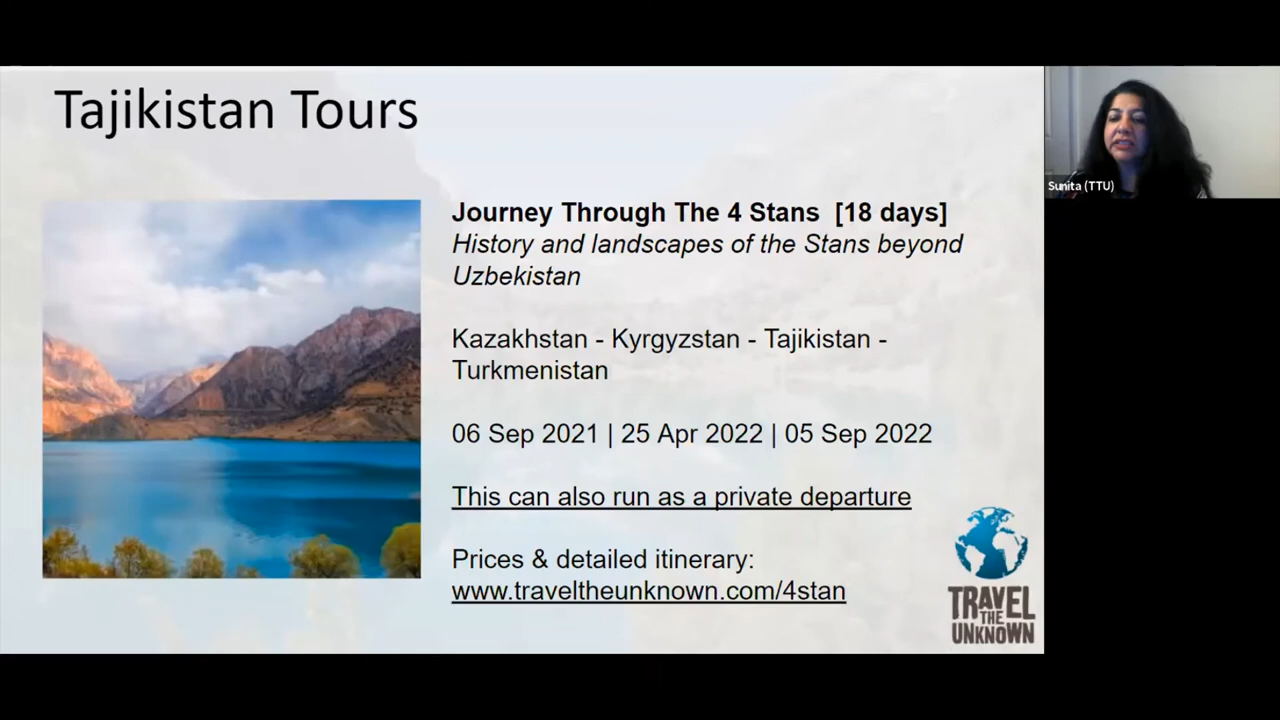 Tajikistan Tours
Sunita (TTU)
Journey Through The 4 Stans [18 days]
History and landscapes of the Stans beyond
Uzbekistan
Kazakhstan - Kyrgyzstan - Tajikistan -
Turkmenistan
06 Sep 2021 | 25 Apr 2022 | 05 Sep 2022
This can also run as a private departure
Prices & detailed itinerary:
www.traveltheunknown.com/4stan
TRAVEL
THE
UNKNOWN